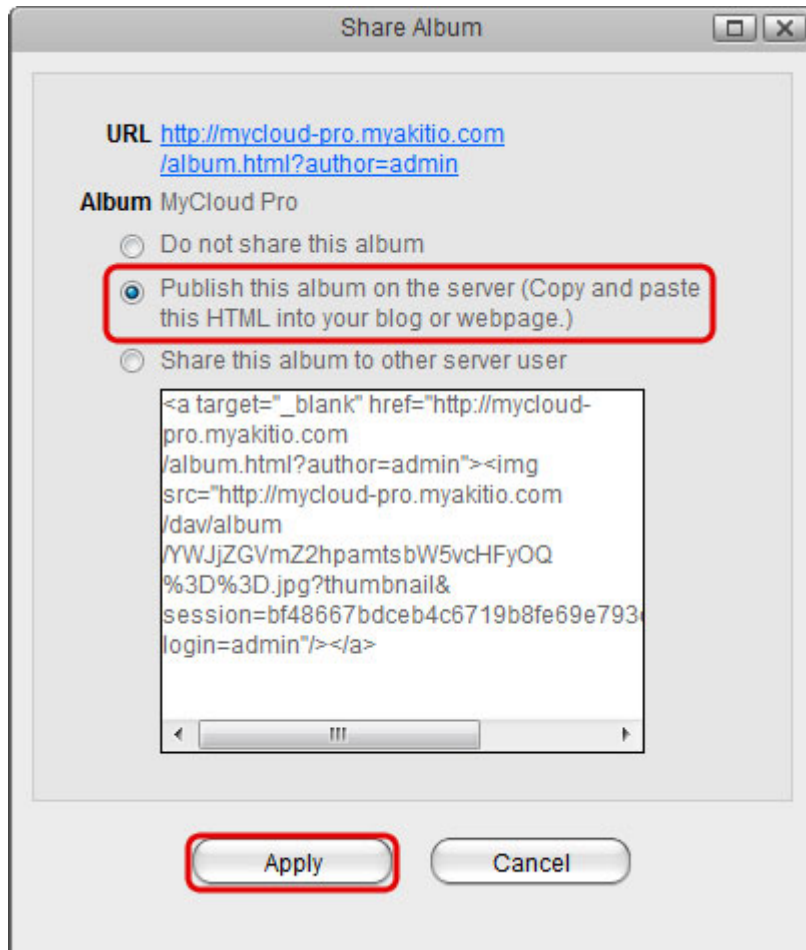 Share Album
URL http://mycloud-pro.myakitio.com
/album.html?author=admin
Album MyCloud Pro
Do not share this album
Publish this album on the server (Copy and paste
this HTML into your blog or webpage.)
Share this album to other server user
<a target="_blank" href="http://mycloud-
pro.myakitio.com
/album.html?author=admin"><img
src="http://mycloud-pro.myakitio.com
/dav/album
/YWJjZGVmZ2hpamtsbW5vcHFyOQ
%3D%3D.jpg?thumbnail&
session=bf48667bdceb4c6719b8fe69e793
login=admin"/></a>
Apply Cancel